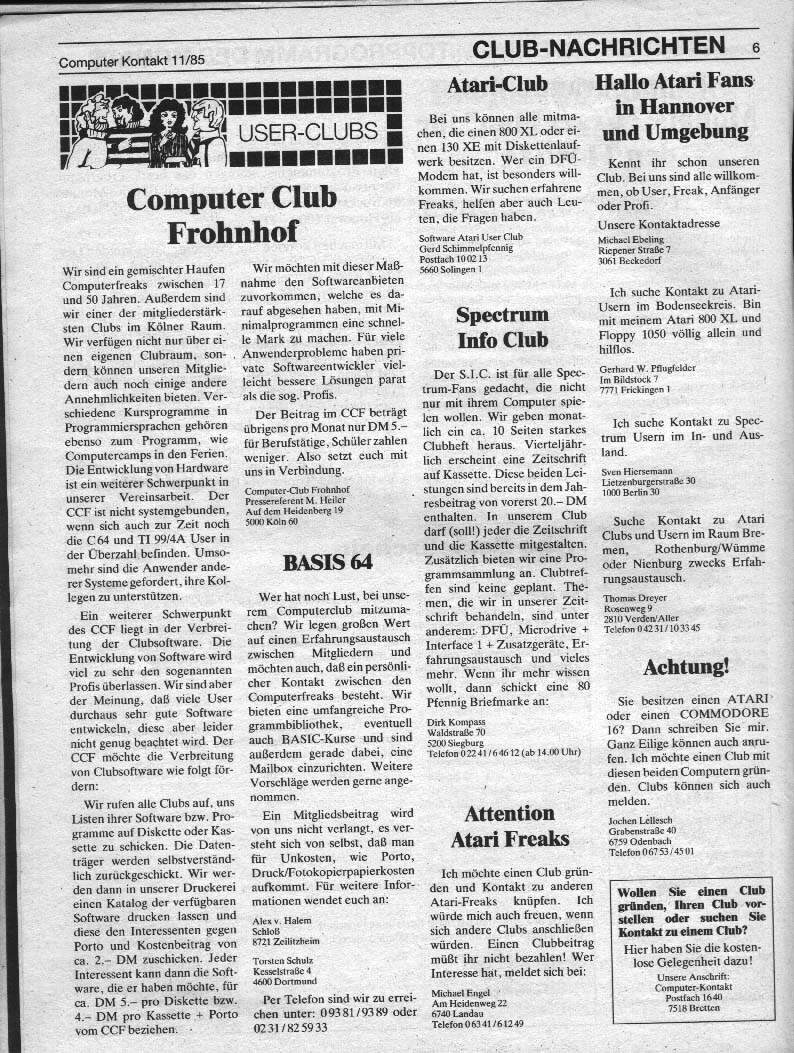 Computer Kontakt 11/85
CLUB-NACHRICHTEN 6
USER-CLUBS
Computer Club
Frohnhof
Wir sind ein gemischter Haufen
Computerfreaks zwischen 17
und 50 Jahren. Außerdem sind
wir einer der mitgliederstärk-
sten Clubs im Kölner Raum.
Wir verfügen nicht nur über ei-
nen eigenen Clubraum, son-
dern können unseren Mitglie-
dern auch noch einige andere
Annehmlichkeiten bieten. Ver-
schiedene Kursprogramme in
Programmiersprachen gehören
ebenso zum Programm, wie
Computercamps in den Ferien.
Die Entwicklung von Hardware
ist ein weiterer Schwerpunkt in
unserer Vereinsarbeit. Der
CCF ist nicht systemgebunden,
wenn sich auch zur Zeit noch
die C 64 und TI 99/4A User in
der Überzahl befinden. Umso-
mehr sind die Anwender ande-
rer Systeme gefordert, ihre Kol-
legen zu unterstützen.
Ein weiterer Schwerpunkt
des CCF liegt in der Verbrei-
tung der Clubsoftware. Die
Entwicklung von Software wird
viel zu sehr den sogenannten
Profis überlassen. Wir sind aber
der Meinung, daß viele User
durchaus sehr gute Software
entwickeln, diese aber leider
nicht genug beachtet wird. Der
CCF möchte die Verbreitung
von Clubsoftware wie folgt för-
dern:
Wir rufen alle Clubs auf, uns
Listen ihrer Software bzw. Pro-
gramme auf Diskette oder Kas-
sette zu schicken. Die Daten-
träger werden selbstverständ-
lich zurückgeschickt. Wir wer-
den dann in unserer Druckerei
einen Katalog der verfügbaren
Software drucken lassen und
diese den Interessenten gegen
Porto und Kostenbeitrag von
ca. 2.- DM zuschicken. Jeder
Interessent kann dann die Soft-
ware, die er haben möchte, für
ca. DM 5.- pro Diskette bzw.
4.- DM pro Kassette + Porto
vom CCF beziehen.
Wir möchten mit dieser Maß-
nahme den Softwareanbieten
zuvorkommen, welche es da-
rauf abgesehen haben, mit Mi-
nimalprogrammen eine schnel-
le Mark zu machen. Für viele
Anwenderprobleme haben pri-
vate Softwareentwickler viel-
leicht bessere Lösungen parat
als die sog. Profis.
Der Beitrag im CCF beträgt
übrigens pro Monat nur DM 5.-
für Berufstätige, Schüler zahlen
weniger. Also setzt euch mit
uns in Verbindung.
Computer-Club Frohnhof
Pressereferent M. Heiler
Auf dem Heidenberg 19
5000 Köln 60
BASIS 64
Wer hat noch Lust, bei unse-
rem Computerclub mitzuma-
chen? Wir legen großen Wert
auf einen Erfahrungsaustausch
zwischen Mitgliedern und
möchten auch, daß ein persönli-
cher Kontakt zwischen den
Computerfreaks besteht. Wir
bieten eine umfangreiche Pro-
grammbibliothek, eventuell
auch BASIC-Kurse und sind
außerdem gerade dabei, eine
Mailbox einzurichten. Weitere
Vorschläge werden gerne ange-
nommen.
Ein Mitgliedsbeitrag wird
von uns nicht verlangt, es ver-
steht sich von selbst, daß man
für Unkosten, wie Porto,
Druck/Fotokopierpapierkosten
aufkommt. Für weitere Infor-
mationen wendet euch an:
Alex v. Halem
Schloß
8721 Zeilitzheim
Torsten Schulz
Kesselstraße 4
4600 Dortmund
Per Telefon sind wir zu errei-
chen unter: 0 93 81/93 89 oder
02 31/82 59 33
Atari-Club
Bei uns können alle mitma-
chen, die einen 800 XL oder ei-
nen 130 XE mit Diskettenlauf-
werk besitzen. Wer ein DFÜ-
Modem hat, ist besonders will-
kommen. Wir suchen erfahrene
Freaks, helfen aber auch Leu-
ten, die Fragen haben.
Software Atari User Club
Gerd Schimmelpfennig
Postfach 10 02 13
5660 Solingen 1
Spectrum
Info Club
Der S.I.C. ist für alle Spec-
trum-Fans gedacht, die nicht
nur mit ihrem Computer spie-
len wollen. Wir geben monat-
lich ein ca. 10 Seiten starkes
Clubheft heraus. Vierteljähr-
lich erscheint eine Zeitschrift
auf Kassette. Diese beiden Lei-
stungen sind bereits in dem Jah-
resbeitrag von vorerst 20.- DM
enthalten. In unserem Club
darf (soll!) jeder die Zeitschrift
und die Kassette mitgestalten.
Zusätzlich bieten wir eine Pro-
grammsammlung an. Clubtref-
fen sind keine geplant. The-
men, die wir in unserer Zeit-
schrift behandeln, sind unter
anderem: DFÜ, Microdrive +
Interface 1 + Zusatzgeräte, Er-
fahrungsaustausch und vieles
mehr. Wenn ihr mehr wissen
wollt, dann schickt eine 80
Pfennig Briefmarke an:
Dirk Kompass
Waldstraße 70
5200 Siegburg
Telefon 0 22 41/6 46 12 (ab 14.00 Uhr)
Attention
Atari Freaks
Ich möchte einen Club grün-
den und Kontakt zu anderen
Atari-Freaks knüpfen. Ich
würde mich auch freuen, wenn
sich andere Clubs anschließen
würden. Einen Clubbeitrag
müßt ihr nicht bezahlen! Wer
Interesse hat, meldet sich bei:
Michael Engel
Am Heidenweg 22
6740 Landau
Telefon 0 63 41/6 12 49
Hallo Atari Fans
in Hannover
und Umgebung
Kennt ihr schon unseren
Club. Bei uns sind alle willkom-
men, ob User, Freak, Anfänger
oder Profi.
Unsere Kontaktadresse
Michael Ebeling
Riepener Straße 7
3061 Beckedorf
Ich suche Kontakt zu Atari-
Usern im Bodenseekreis. Bin
mit meinem Atari 800 XL und
Floppy 1050 völlig allein und
hilflos.
Gerhard W. Pflugfelder
Im Bildstock 7
7771 Frickingen 1
Ich suche Kontakt zu Spec-
trum Usern im In- und Aus-
land.
Sven Hiersemann
Lietzenburgerstraße 30
1000 Berlin 30
Suche Kontakt zu Atari
Clubs und Usern im Raum Bre-
men, Rothenburg/Wümme
oder Nienburg zwecks Erfah-
rungsaustausch.
Thomas Dreyer
Rosenweg 9
2810 Verden/Aller
Telefon 0 42 31/10 33 45
Achtung!
Sie besitzen einen ATARI
oder einen COMMODORE
16? Dann schreiben Sie mir.
Ganz Eilige können auch anru-
fen. Ich möchte einen Club mit
diesen beiden Computern grün-
den. Clubs können sich auch
melden.
Jochen Lellesch
Grabenstraße 40
6759 Odenbach
Telefon 0 67 53/45 01
Wollen Sie einen Club
gründen, Ihren Club vor-
stellen oder suchen Sie
Kontakt zu einem Club?
Hier haben Sie die kosten-
lose Gelegenheit dazu!
Unsere Anschrift:
Computer-Kontakt
Postfach 16 40
7518 Bretten